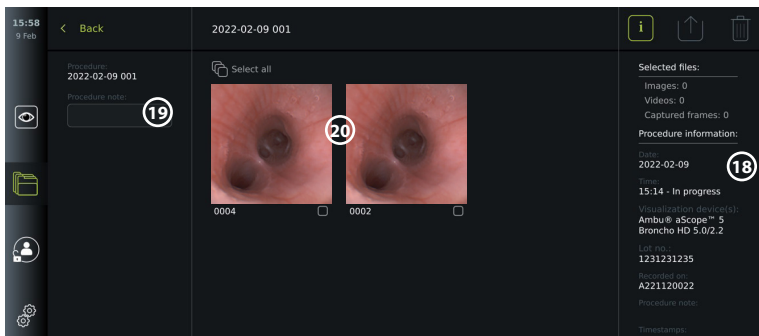 15:58
9 Feb
Back
2022-02-09 001
i
Procedure:
2022-02-09 001
Procedure note:
19
Select all
20
0004
0002
Selected files:
Images: 0
Videos: 0
Captured frames: 0
Procedure information:
Date:
2022-02-09
18
Time:
15:14 - In progress
Visualization device(s):
Ambu® aScope™ 5
Broncho HD 5.0/2.2
Lot no.:
1231231235
Recorded on:
A221120022
Procedure note:
Timestamps: